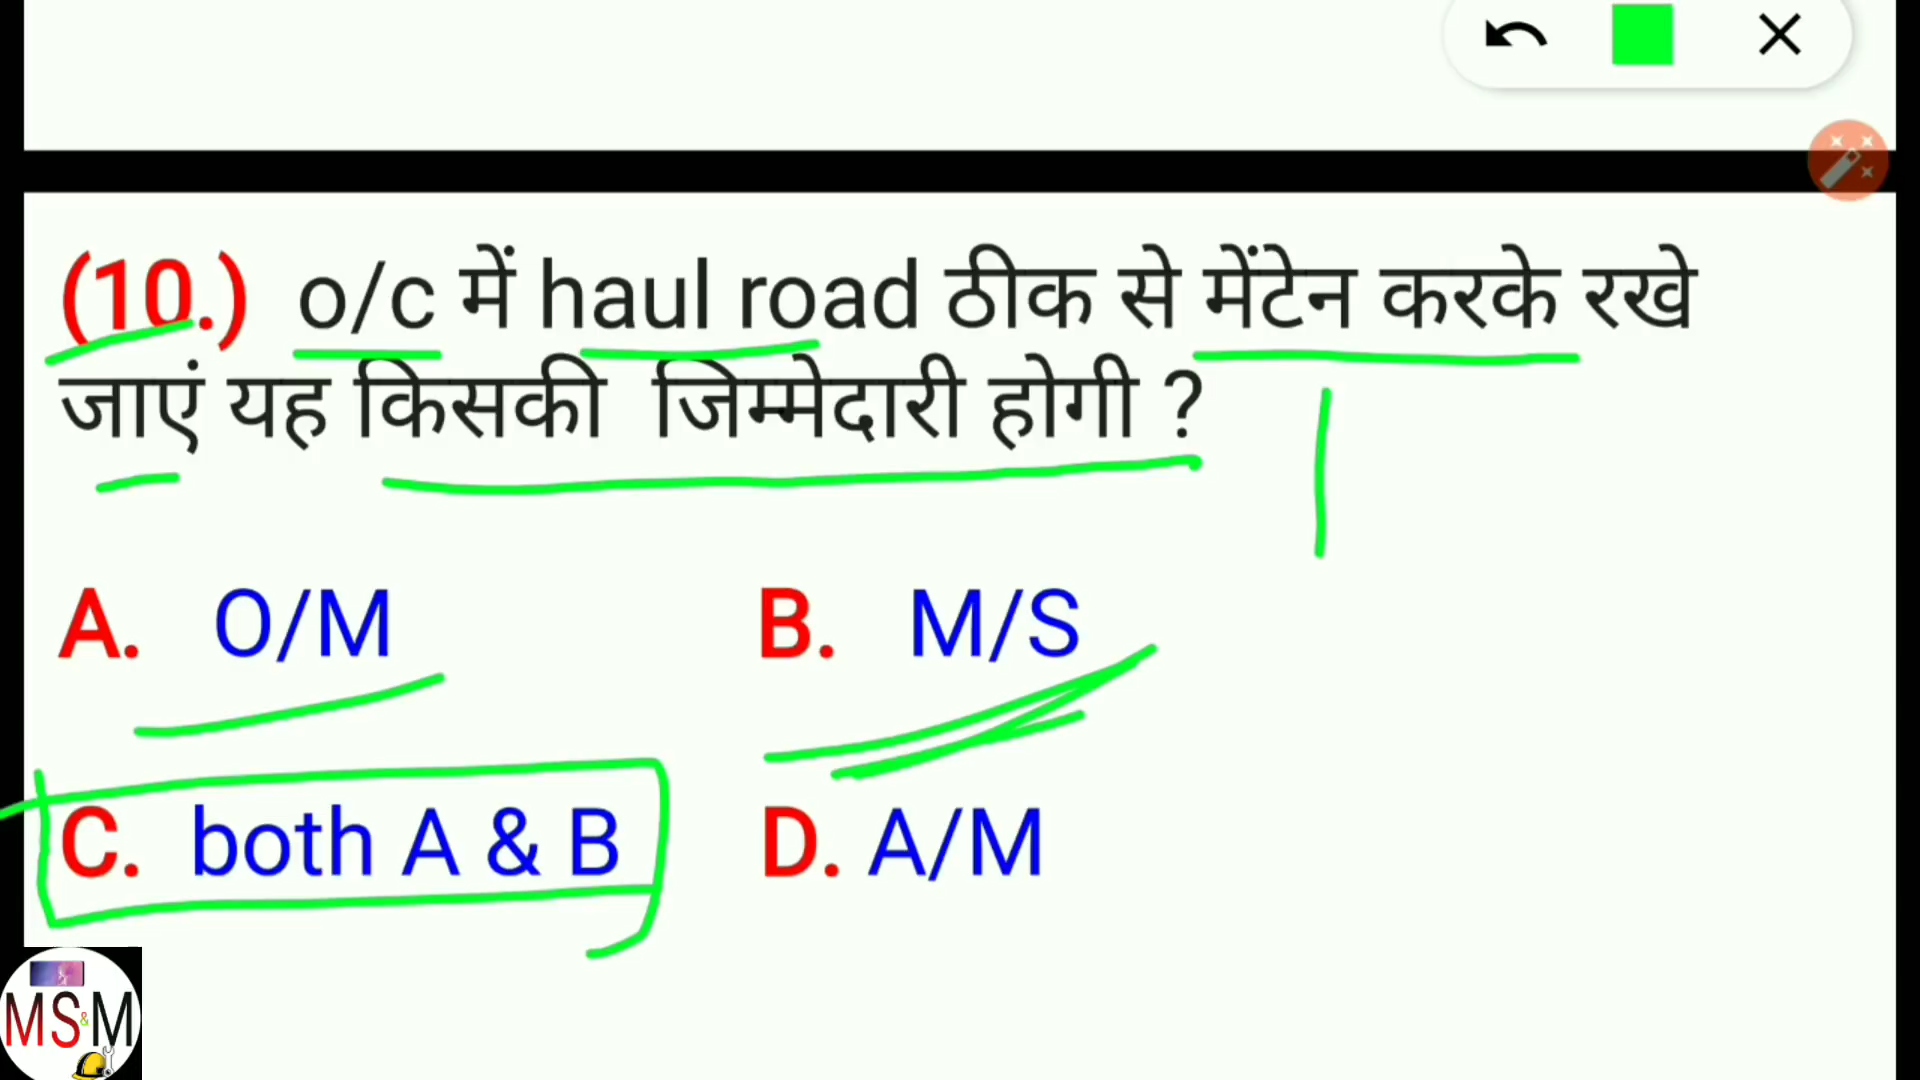 (10.) o/c में haul road ठीक से मेंटेन करके रखे
जाएं यह किसकी जिम्मेदारी होगी ?
A. O/M B. M/S
C. both A & B D. A/M
MS&M